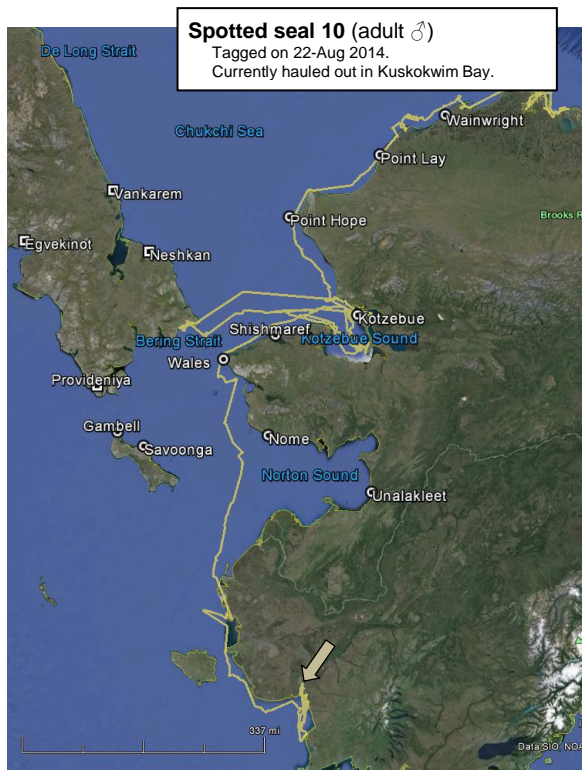 Spotted seal 10 (adult ♂)
Tagged on 22-Aug 2014.
Currently hauled out in Kuskokwim Bay.
De Long Strait
Wainwright
Chukchi Sea
Point Lay
Vankarem
Point Hope
Brooks R
Egvekinot
Neshkan
Kotzebue
Shishmaref
Bering Strait
Kotzebue Sound
Wales
Provideniya
Gambell
Savoonga
Nome
Norton Sound
Unalakleet
337 mi
Data SIO, NOA